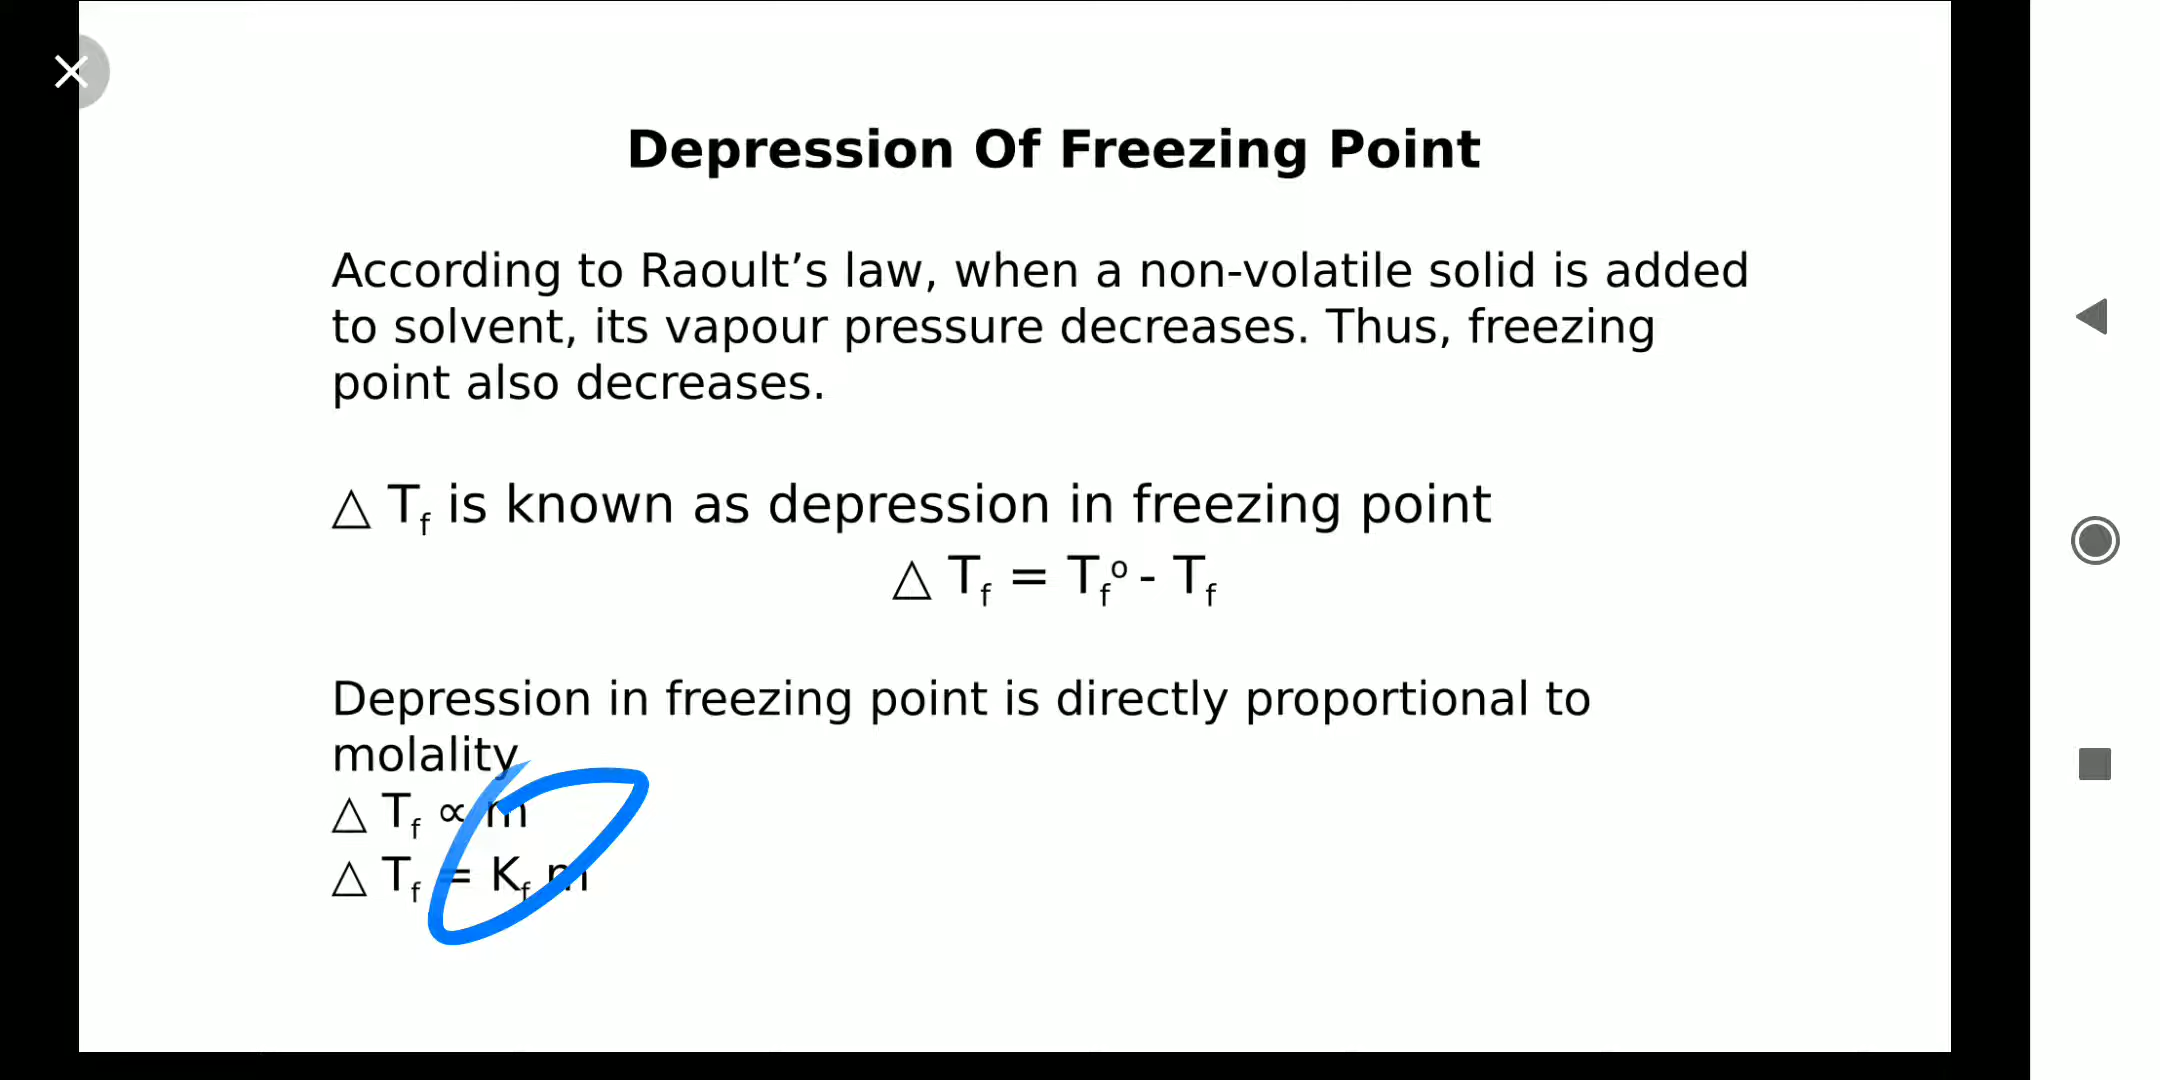 Depression Of Freezing Point
According to Raoult’s law, when a non-volatile solid is added
to solvent, its vapour pressure decreases. Thus, freezing
point also decreases.
△ Tf is known as depression in freezing point
△ Tf = Tfº - Tf
Depression in freezing point is directly proportional to
molality
△ Tf ∝ m
△ Tf = Kf m